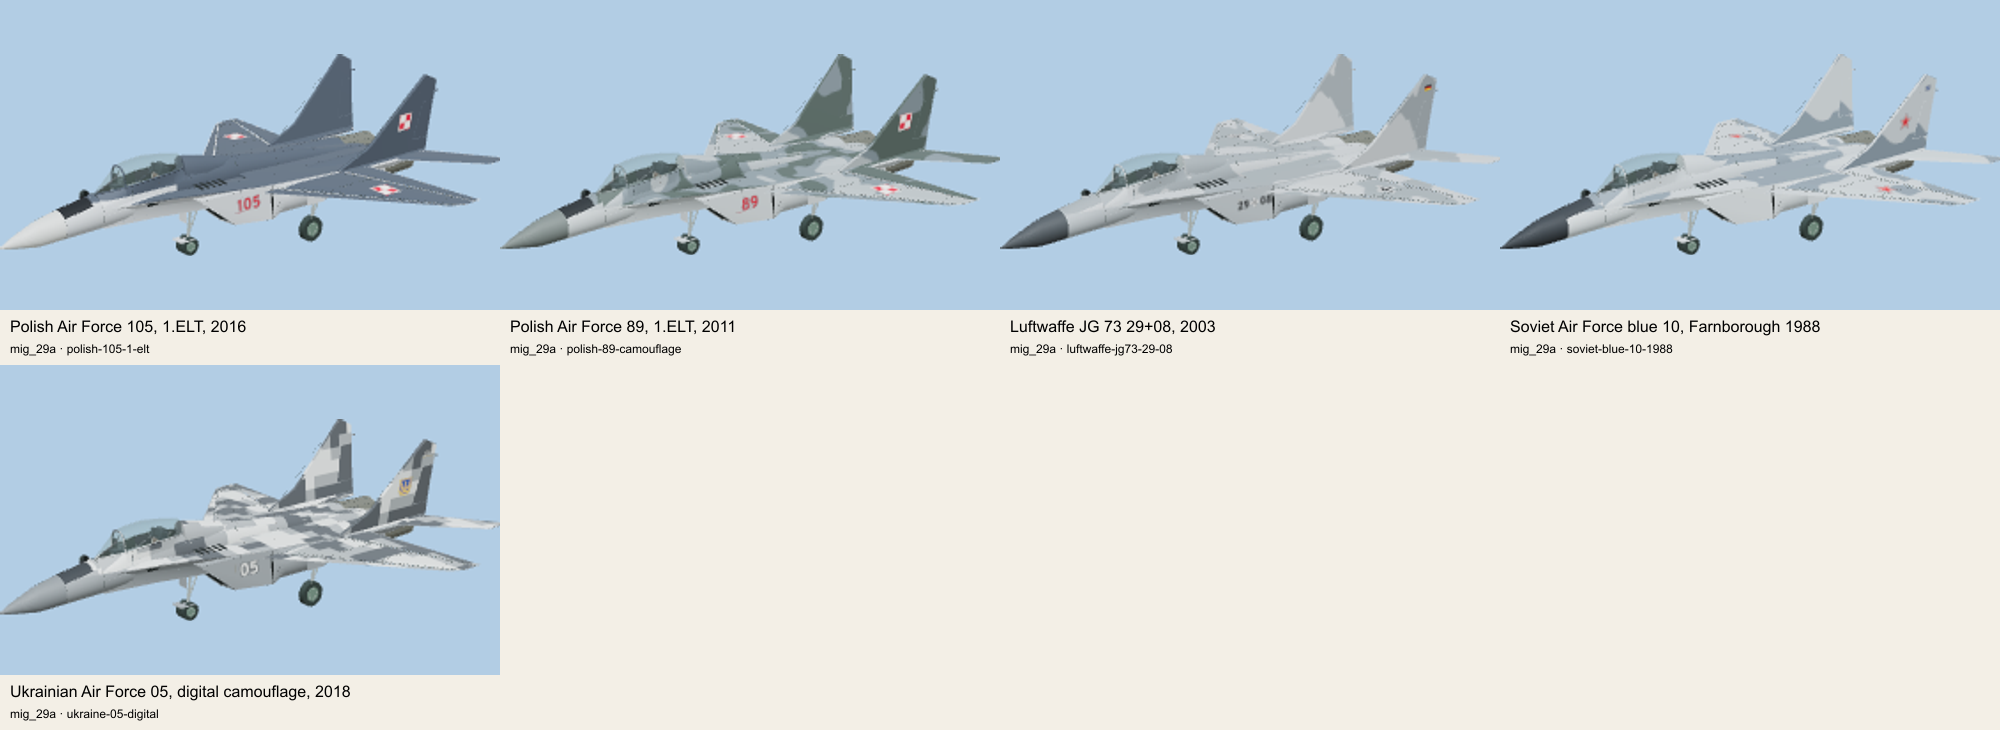 105
89
29 08
Polish Air Force 105, 1.ELT, 2016
mig_29a · polish-105-1-elt
Polish Air Force 89, 1.ELT, 2011
mig_29a · polish-89-camouflage
Luftwaffe JG 73 29+08, 2003
mig_29a · luftwaffe-jg73-29-08
Soviet Air Force blue 10, Farnborough 1988
mig_29a · soviet-blue-10-1988
05
Ukrainian Air Force 05, digital camouflage, 2018
mig_29a · ukraine-05-digital